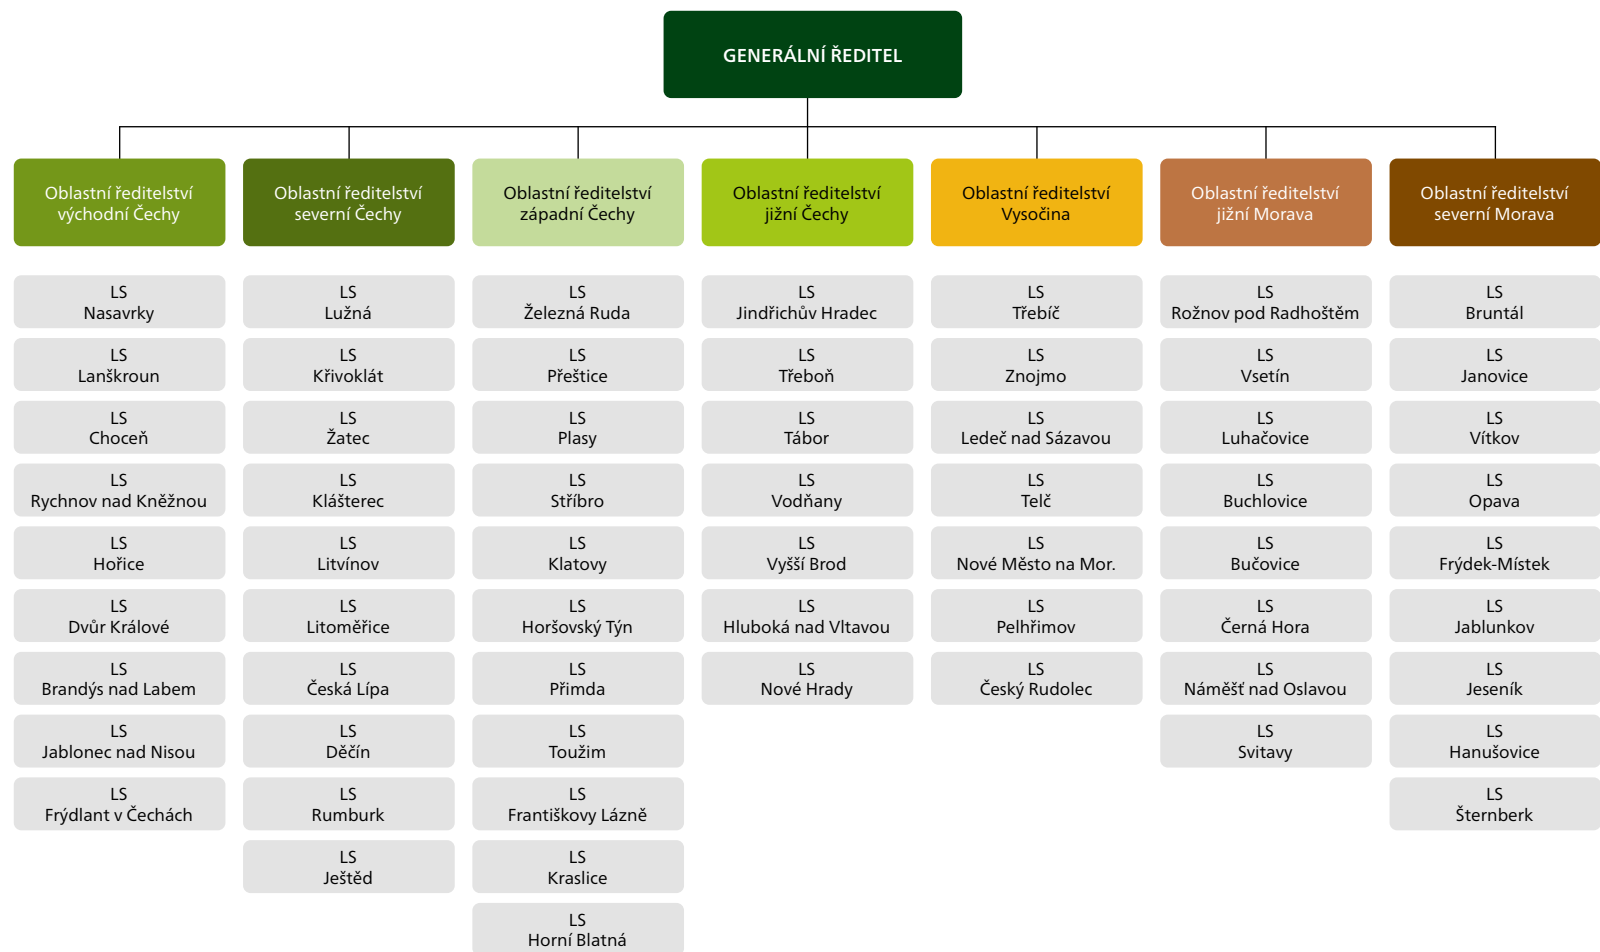 GENERÁLNÍ ŘEDITEL
Oblastní ředitelství
východní Čechy
LS
Nasavrky
LS
Lanškroun
LS
Choceň
LS
Rychnov nad Kněžnou
LS
Hořice
LS
Dvůr Králové
LS
Brandýs nad Labem
LS
Jablonec nad Nisou
LS
Frýdlant v Čechách
Oblastní ředitelství
severní Čechy
LS
Lužná
LS
Křivoklát
LS
Žatec
LS
Klášterec
LS
Litvínov
LS
Litoměřice
LS
Česká Lípa
LS
Děčín
LS
Rumburk
LS
Ještěd
Oblastní ředitelství
západní Čechy
LS
Železná Ruda
LS
Přeštice
LS
Plasy
LS
Stříbro
LS
Klatovy
LS
Horšovský Týn
LS
Přimda
LS
Toužim
LS
Františkovy Lázně
LS
Kraslice
LS
Horní Blatná
Oblastní ředitelství
jižní Čechy
LS
Jindřichův Hradec
LS
Třeboň
LS
Tábor
LS
Vodňany
LS
Vyšší Brod
LS
Hluboká nad Vltavou
LS
Nové Hrady
Oblastní ředitelství
Vysočina
LS
Třebíč
LS
Znojmo
LS
Ledeč nad Sázavou
LS
Telč
LS
Nové Město na Mor.
LS
Pelhřimov
LS
Český Rudolec
Oblastní ředitelství
jižní Morava
LS
Rožnov pod Radhoštěm
LS
Vsetín
LS
Luhačovice
LS
Buchlovice
LS
Bučovice
LS
Černá Hora
LS
Náměšť nad Oslavou
LS
Svitavy
Oblastní ředitelství
severní Morava
LS
Bruntál
LS
Janovice
LS
Vítkov
LS
Opava
LS
Frýdek-Místek
LS
Jablunkov
LS
Jeseník
LS
Hanušovice
LS
Šternberk